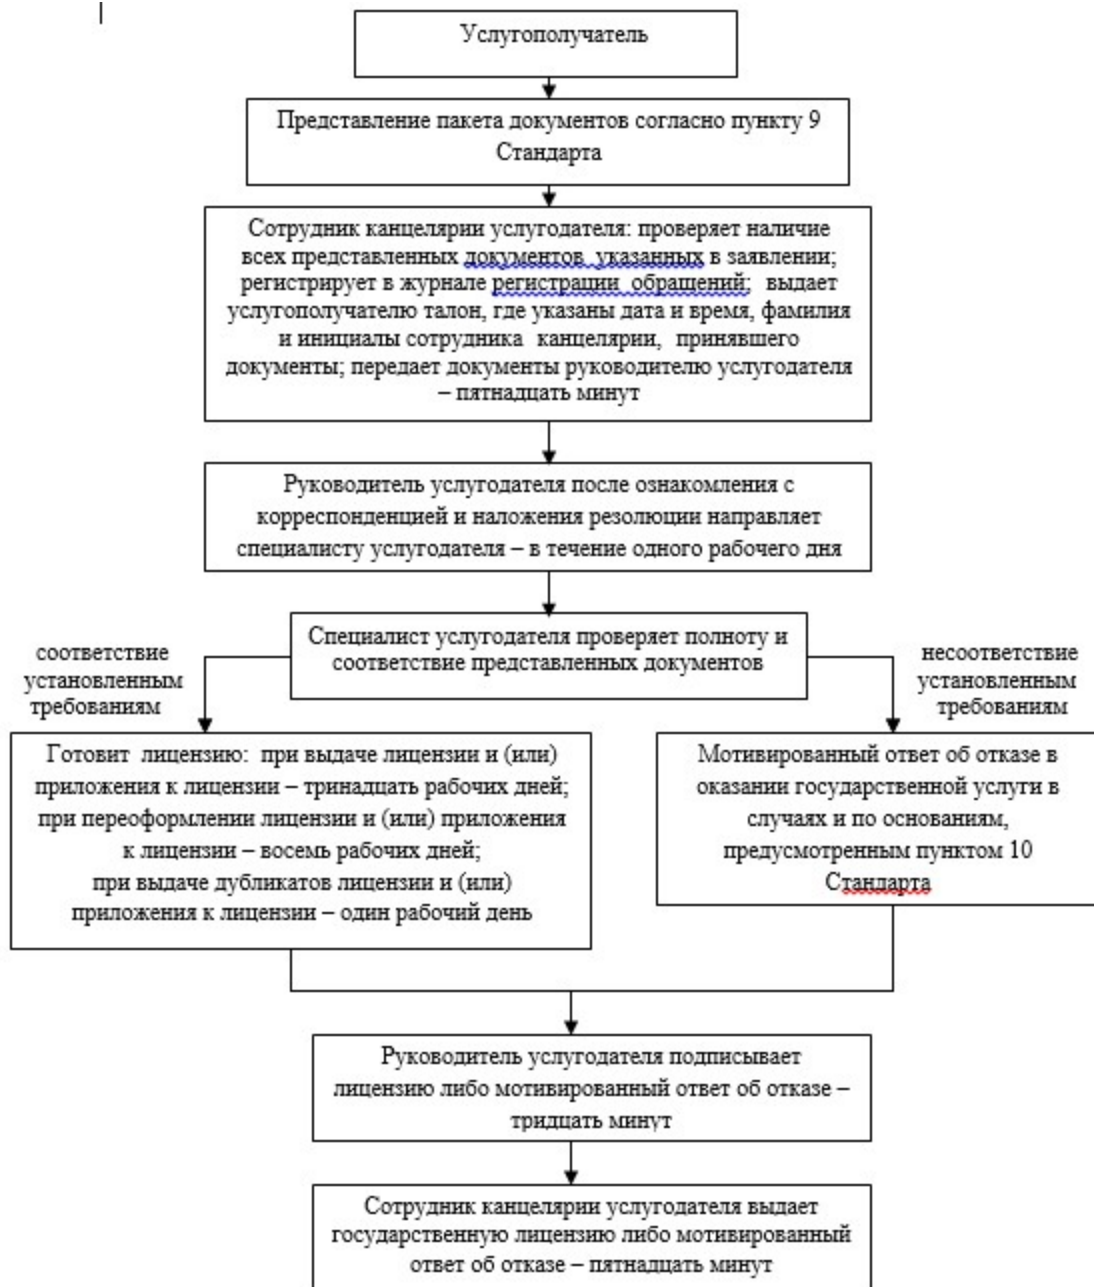 Услугополучатель
Представление пакета документов согласно пункту 9
Стандарта
Сотрудник канцелярии услугодателя: проверяет наличие
всех представленных документов указанных в заявлении;
регистрирует в журнале регистрации обращений; выдает
услугополучателю талон, где указаны дата и время, фамилия
и инициалы сотрудника канцелярии, принявшего
документы; передает документы руководителю услугодателя
– пятнадцать минут
Руководитель услугодателя после ознакомления с
корреспонденцией и наложения резолюции направляет
специалисту услугодателя – в течение одного рабочего дня
Специалист услугодателя проверяет полноту и
соответствие представленных документов
соответствие
установленным
требованиям
несоответствие
установленным
требованиям
Готовит лицензию: при выдаче лицензии и (или)
приложения к лицензии – тринадцать рабочих дней;
при переоформлении лицензии и (или) приложения
к лицензии – восемь рабочих дней;
при выдаче дубликатов лицензии и (или)
приложения к лицензии – один рабочий день
Мотивированный ответ об отказе в
оказании государственной услуги в
случаях и по основаниям,
предусмотренным пунктом 10
Стандарта
Руководитель услугодателя подписывает
лицензию либо мотивированный ответ об отказе –
тридцать минут
Сотрудник канцелярии услугодателя выдает
государственную лицензию либо мотивированный
ответ об отказе – пятнадцать минут